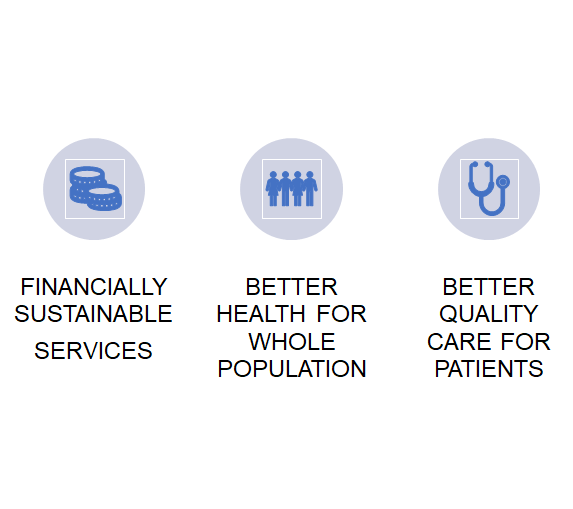 FINANCIALLY
SUSTAINABLE
SERVICES
BETTER
HEALTH FOR
WHOLE
POPULATION
BETTER
QUALITY
CARE FOR
PATIENTS